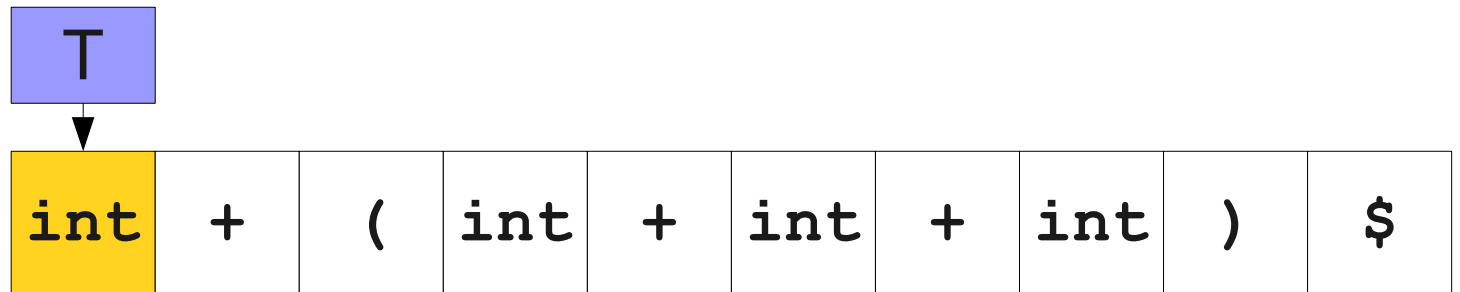 T
int + ( int + int + int ) $